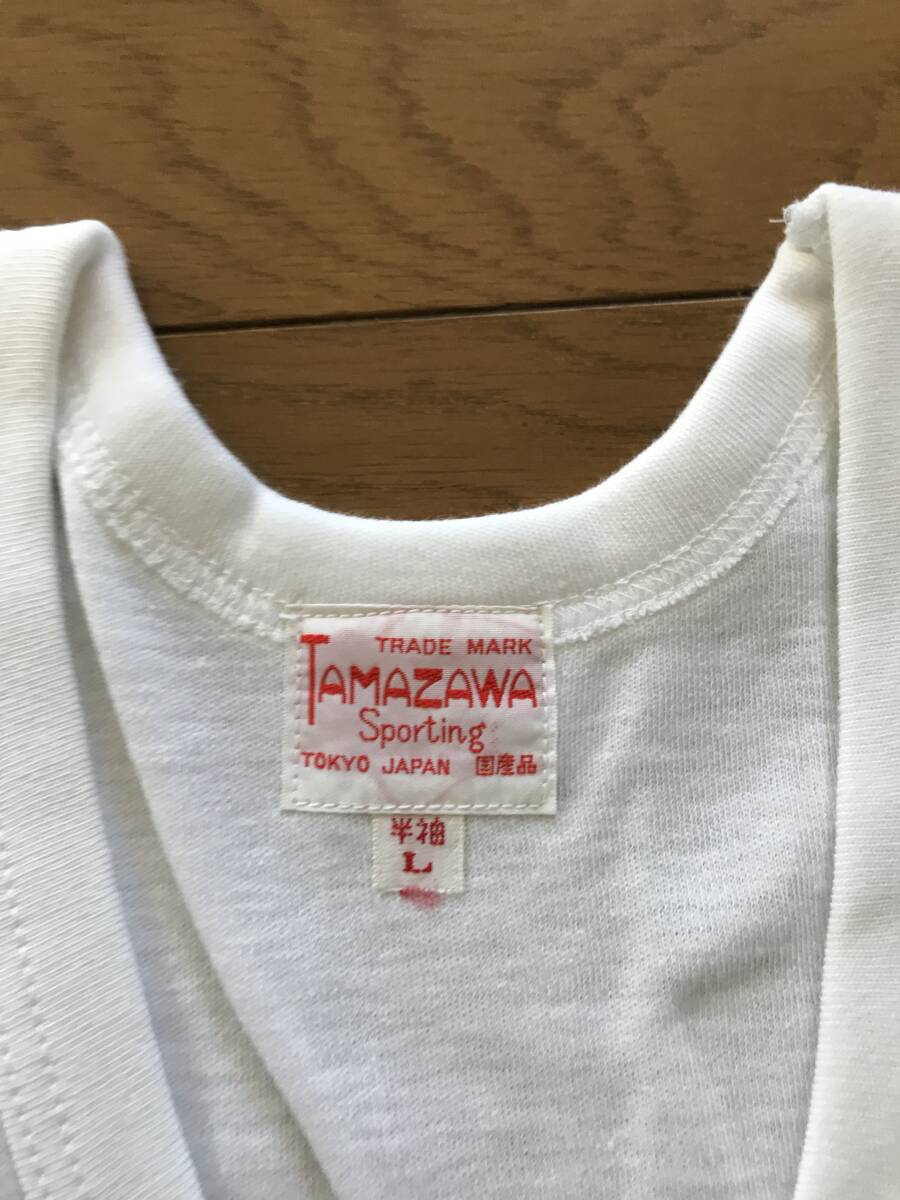 TRADE MARK
TAMAZAWA
Sporting
TOKYO JAPAN 国産品
半袖
L